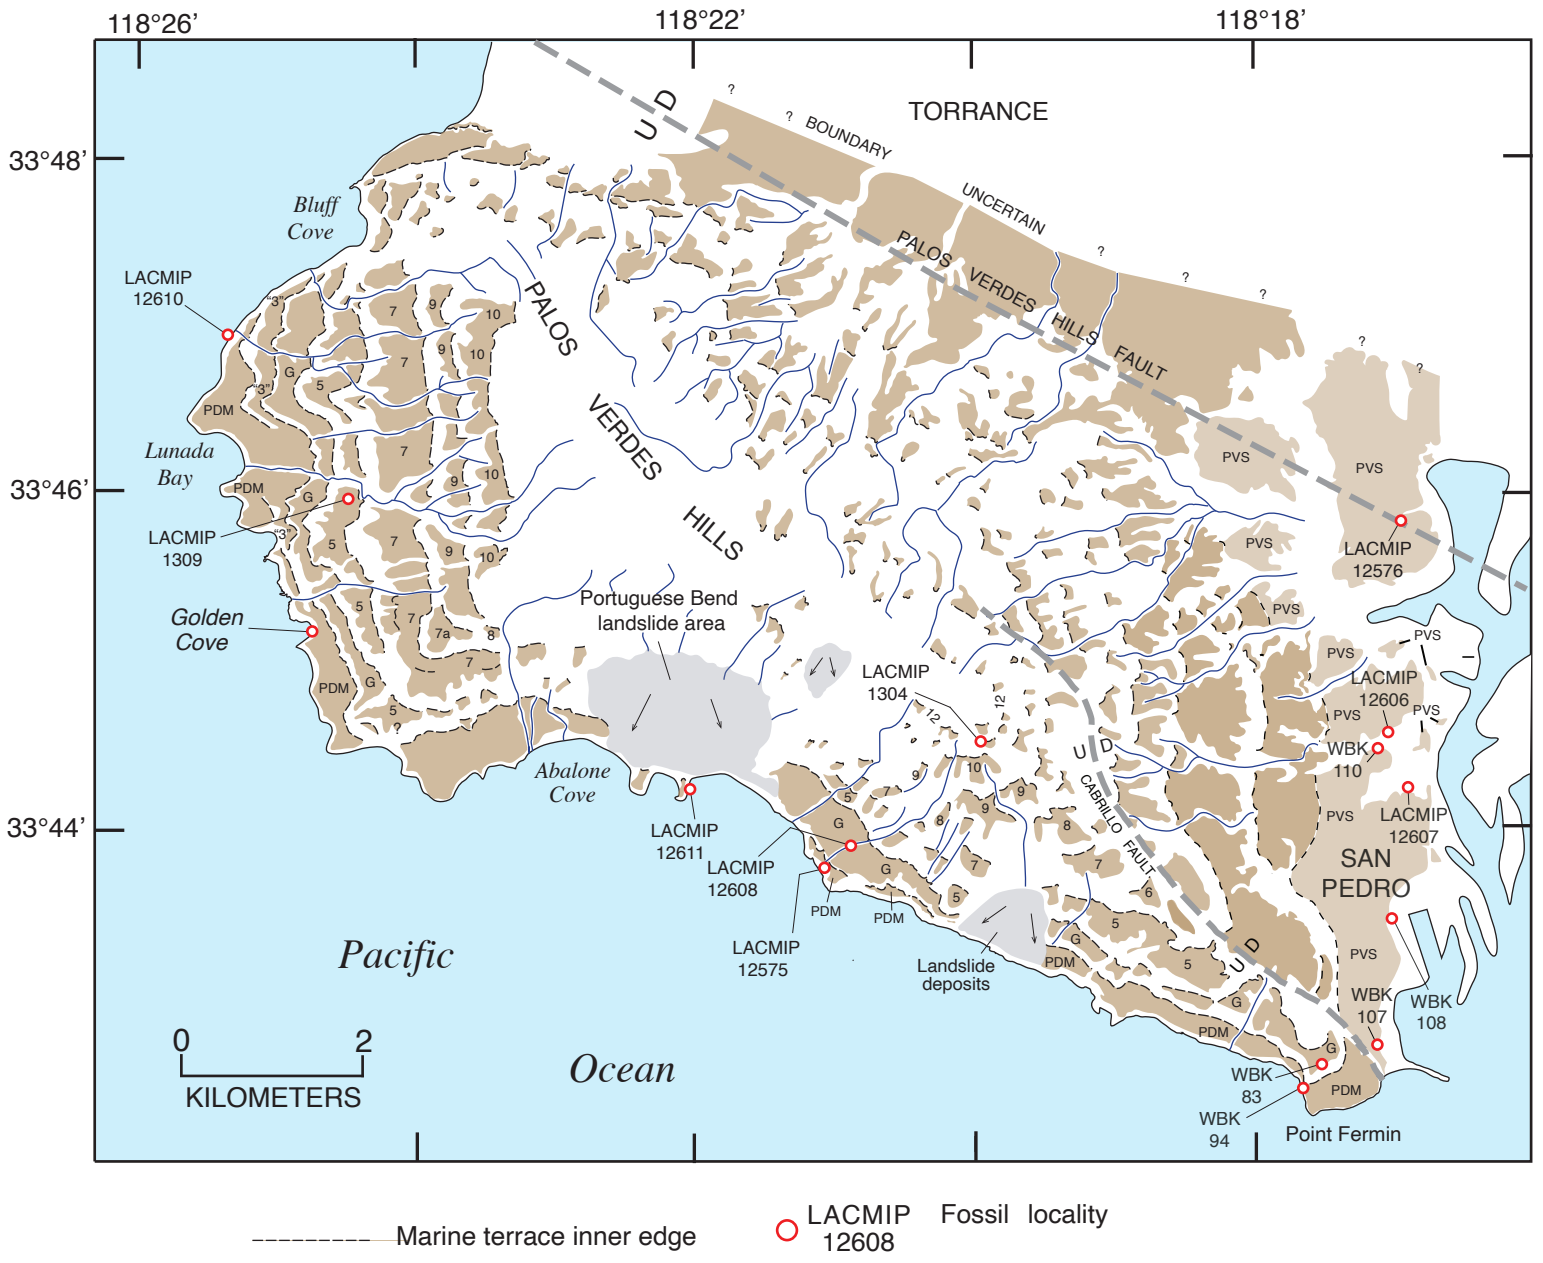 118°26’
118°22’
118°18’
33°48’
33°46’
33°44’
U D
?
?
BOUNDARY
TORRANCE
UNCERTAIN
?
?
?
?
?
Bluff
Cove
PALOS
VERDES
HILLS
FAULT
LACMIP
12610
“3”
7
9
10
PALOS
G
5
7
9
10
“3”
PDM
VERDES
Lunada
Bay
7
9
10
PVS
PVS
PDM
G
HILLS
LACMIP
1309
“3”
5
7
9
10
PVS
LACMIP
12576
Golden
Cove
5
7
7a
8
7
Portuguese Bend
landslide area
PVS
PVS
PVS
PDM
G
5
?
LACMIP
1304
12
12
LACMIP
12606
PVS
PVS
U D
WBK
110
Abalone
Cove
10
9
9
9
7
5
8
8
G
CABRILLO
FAULT
PVS
LACMIP
12607
LACMIP
12611
LACMIP
12608
G
7
7
5
6
SAN
PEDRO
PDM
PDM
5
G
LACMIP
12575
Landslide
deposits
PDM
5
U D
PVS
G
WBK
107
WBK
108
PDM
G
WBK
83
PDM
WBK
94
Point Fermin
Pacific
Ocean
0
2
KILOMETERS
Marine terrace inner edge
LACMIP
12608
Fossil locality